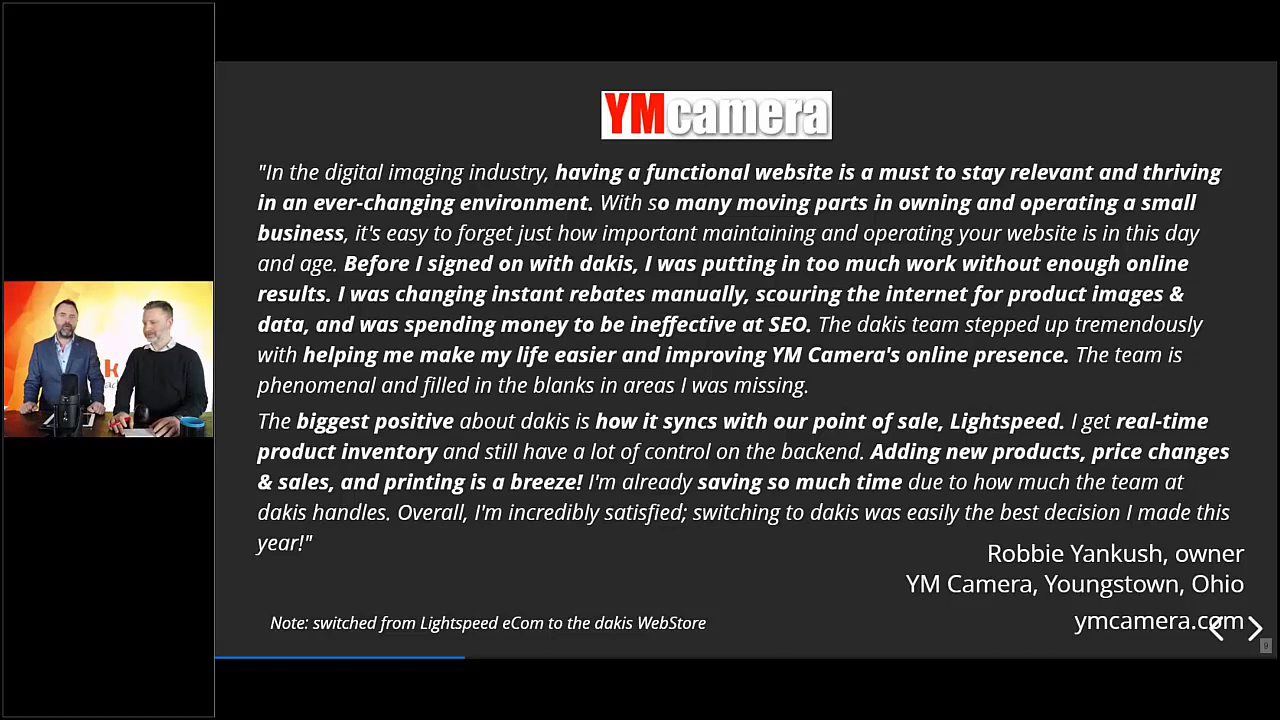 YMcamera
"In the digital imaging industry, having a functional website is a must to stay relevant and thriving
in an ever-changing environment. With so many moving parts in owning and operating a small
business, it's easy to forget just how important maintaining and operating your website is in this day
and age. Before I signed on with dakis, I was putting in too much work without enough online
results. I was changing instant rebates manually, scouring the internet for product images &
data, and was spending money to be ineffective at SEO. The dakis team stepped up tremendously
with helping me make my life easier and improving YM Camera's online presence. The team is
phenomenal and filled in the blanks in areas I was missing.
The biggest positive about dakis is how it syncs with our point of sale, Lightspeed. I get real-time
product inventory and still have a lot of control on the backend. Adding new products, price changes
& sales, and printing is a breeze! I'm already saving so much time due to how much the team at
dakis handles. Overall, I'm incredibly satisfied; switching to dakis was easily the best decision I made this
year!"
Robbie Yankush, owner
YM Camera, Youngstown, Ohio
Note: switched from Lightspeed eCom to the dakis WebStore
ymcamera.com
9